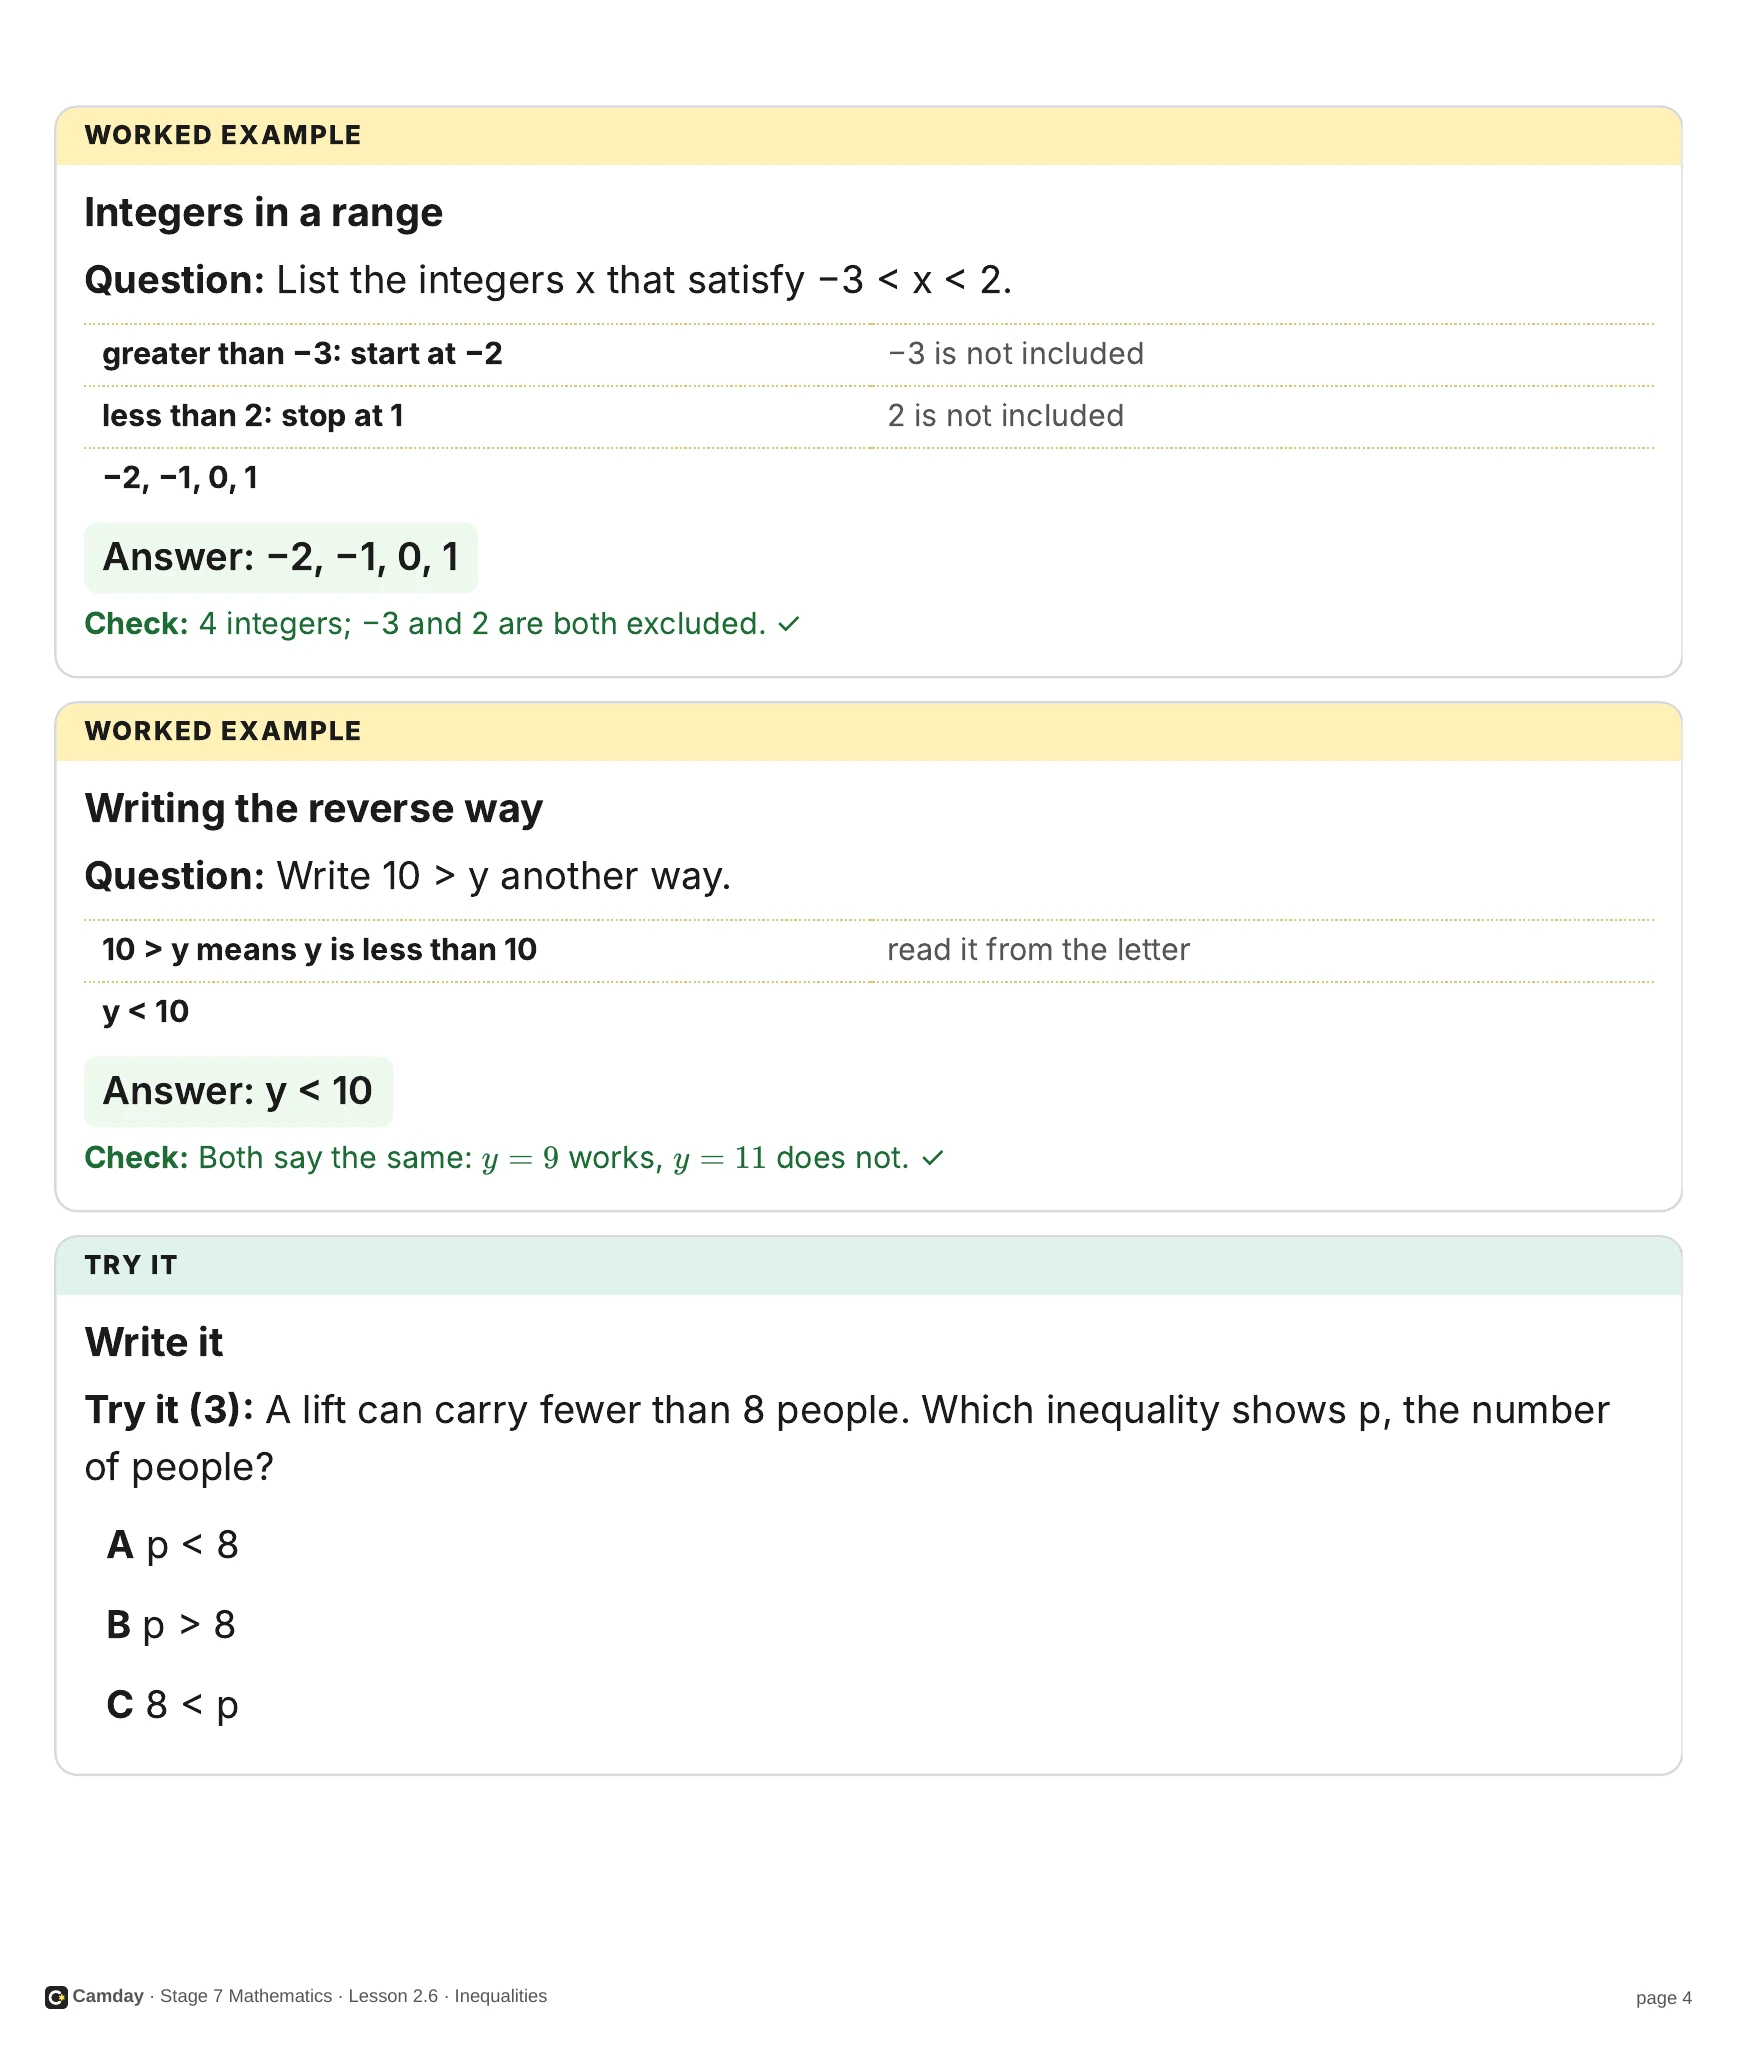 WORKED EXAMPLE
Integers in a range
Question: List the integers x that satisfy −3 < x < 2.
greater than −3: start at −2 −3 is not included
less than 2: stop at 1 2 is not included
−2, −1, 0, 1
Answer: −2, −1, 0, 1
Check: 4 integers; −3 and 2 are both excluded. ✓
WORKED EXAMPLE
Writing the reverse way
Question: Write 10 > y another way.
10 > y means y is less than 10 read it from the letter
y < 10
Answer: y < 10
Check: Both say the same: y = 9 works, y = 11 does not. ✓
TRY IT
Write it
Try it (3): A lift can carry fewer than 8 people. Which inequality shows p, the number
of people?
A p < 8
B p > 8
C 8 < p
Camday · Stage 7 Mathematics · Lesson 2.6 · Inequalities page 4